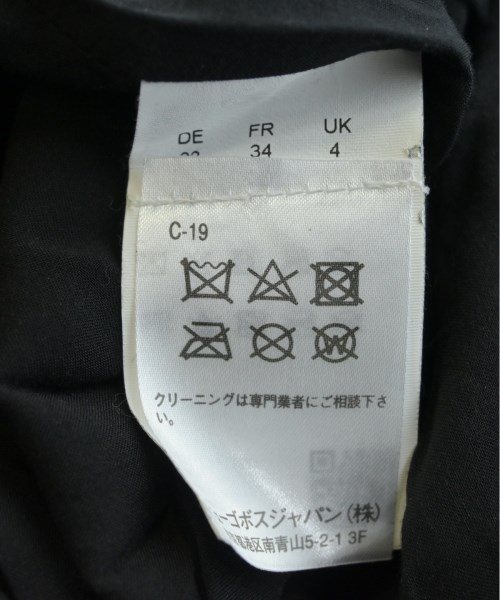 DE FR UK
34 4
C-19
W
クリーニングは専門業者にご相談下さ
い。
ーゴボスジャパン(株)
港区南青山5-2-1 3F